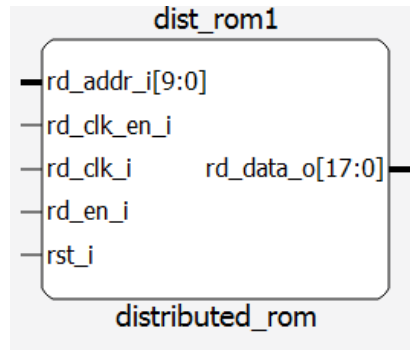 dist_rom1
rd_addr_i[9:0]
rd_clk_en_i
rd_clk_i rd_data_o[17:0]
rd_en_i
rst_i
distributed_rom